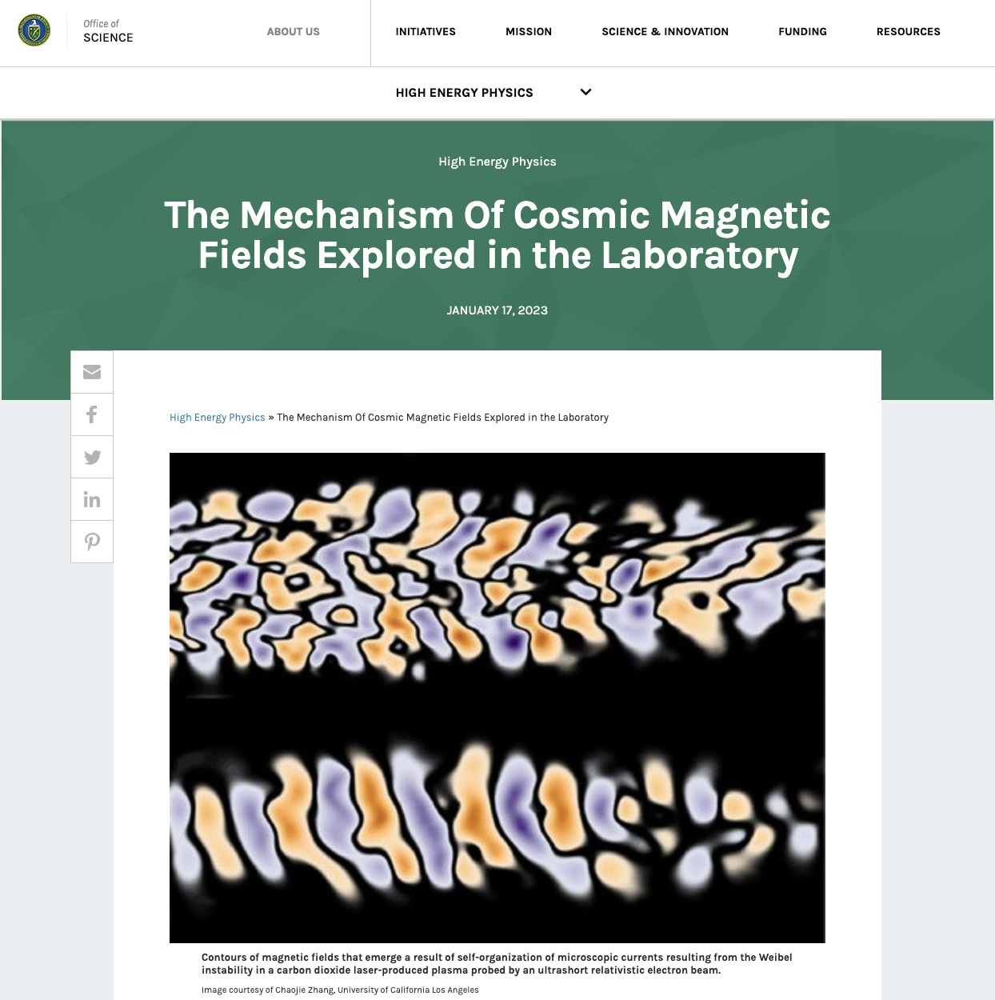 Office of
SCIENCE
ABOUT US
INITIATIVES
MISSION
SCIENCE & INNOVATION
FUNDING
RESOURCES
HIGH ENERGY PHYSICS
High Energy Physics
The Mechanism Of Cosmic Magnetic
Fields Explored in the Laboratory
JANUARY 17, 2023
High Energy Physics » The Mechanism Of Cosmic Magnetic Fields Explored in the Laboratory
Contours of magnetic fields that emerge a result of self-organization of microscopic currents resulting from the Weibel
instability in a carbon dioxide laser-produced plasma probed by an ultrashort relativistic electron beam.
Image courtesy of Chaojie Zhang, University of California Los Angeles